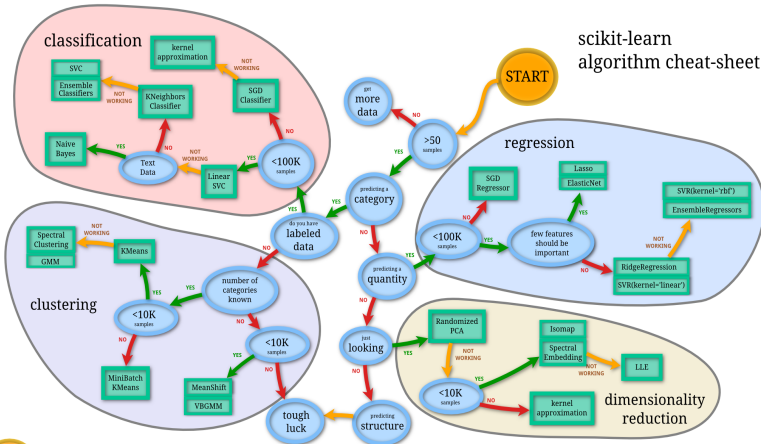 scikit-learn
algorithm cheat-sheet
START
classification
kernel
approximation
NOT
WORKING
SVC
Ensemble
Classifiers
NOT
WORKING
KNeighbors
Classifier
SGD
Classifier
NO
NO
Naive
Bayes
YES
Text
Data
NOT
WORKING
Linear
SVC
YES
<100K
samples
YES
get
more
data
NO
>50
samples
YES
predicting a
category
YES
NO
do you have
labeled
data
NO
predicting a
quantity
YES
NO
just
looking
YES
NO
predicting
structure
tough
luck
regression
SGD
Regressor
NO
<100K
samples
YES
Lasso
ElasticNet
YES
few features
should be
important
NO
SVR(kernel='rbf')
EnsembleRegressors
NOT
WORKING
RidgeRegression
SVR(kernel='linear')
clustering
Spectral
Clustering
GMM
NOT
WORKING
KMeans
YES
<10K
samples
NO
MiniBatch
KMeans
YES
number of
categories
known
NO
<10K
samples
YES
NO
MeanShift
VBGMM
dimensionality
reduction
Randomized
PCA
NOT
WORKING
<10K
samples
YES
NO
Isomap
Spectral
Embedding
NOT
WORKING
LLE
kernel
approximation